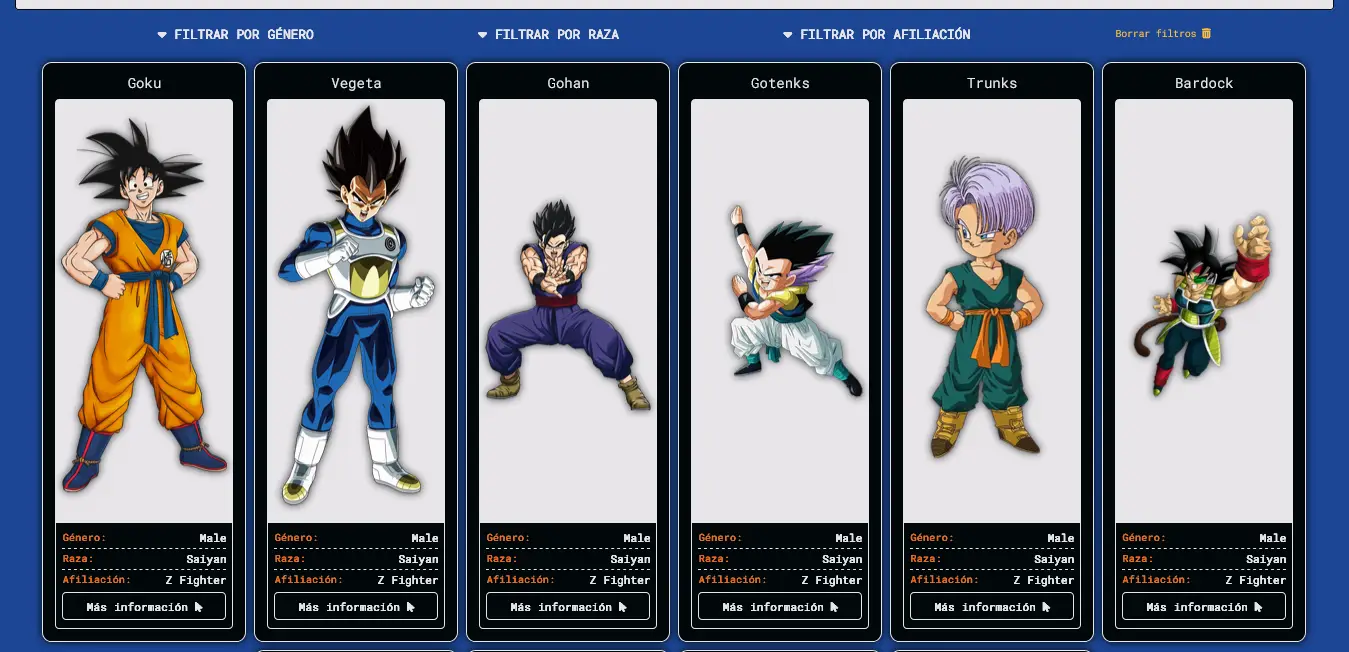 FILTRAR POR GÉNERO FILTRAR POR RAZA FILTRAR POR AFILIACIÓN Borrar filtros
Goku Vegeta Gohan Gotenks Trunks Bardock
Género: Male Género: Male Género: Male Género: Male Género: Male Género: Male
Raza: Saiyan Raza: Saiyan Raza: Saiyan Raza: Saiyan Raza: Saiyan Raza: Saiyan
Afiliación: Z Fighter Afiliación: Z Fighter Afiliación: Z Fighter Afiliación: Z Fighter Afiliación: Z Fighter Afiliación: Z Fighter
Más información Más información Más información Más información Más información Más información